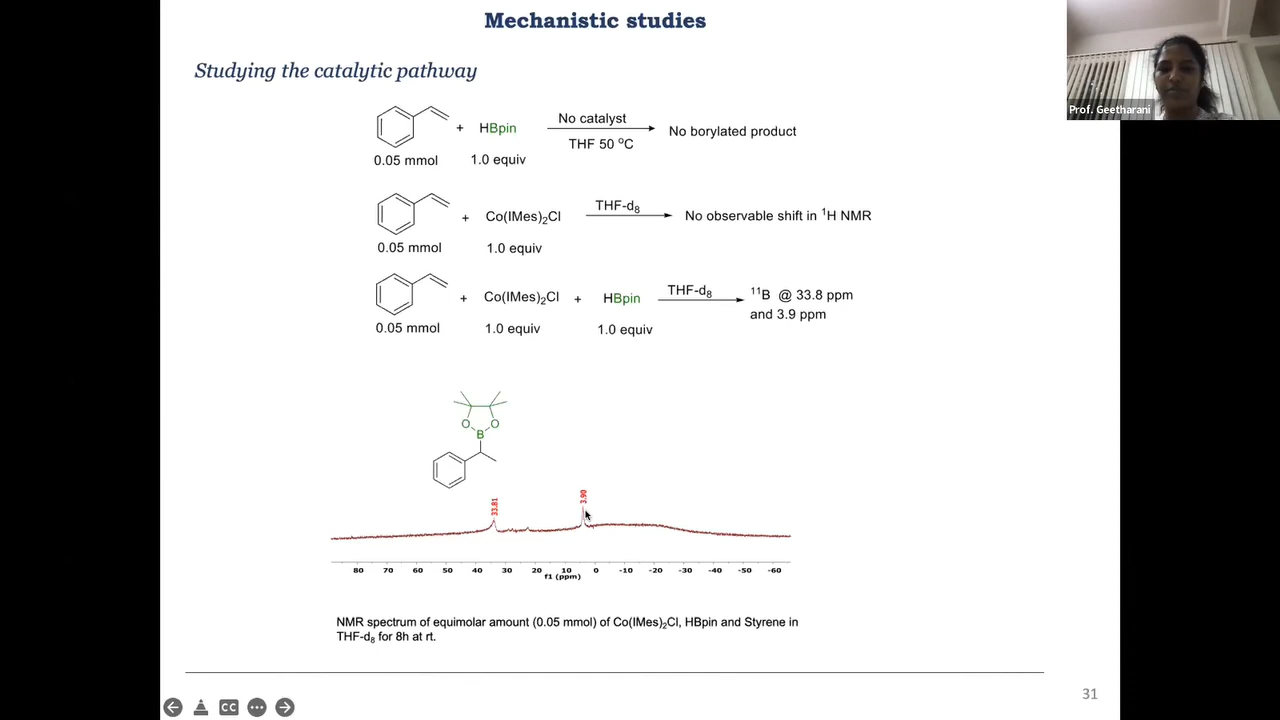 Mechanistic studies
Prof. Geetharani
Studying the catalytic pathway
+ HBpin No catalyst THF 50 °C No borylated product
0.05 mmol 1.0 equiv
+ Co(IMes)₂Cl THF-d₈ No observable shift in ¹H NMR
0.05 mmol 1.0 equiv
+ Co(IMes)₂Cl + HBpin THF-d₈ ¹¹B @ 33.8 ppm
and 3.9 ppm
0.05 mmol 1.0 equiv 1.0 equiv
O O
B
33.81 3.90
80 70 60 50 40 30 20 10 0 -10 -20 -30 -40 -50 -60
f1 (ppm)
NMR spectrum of equimolar amount (0.05 mmol) of Co(IMes)₂Cl, HBpin and Styrene in
THF-d₈ for 8h at rt.
31
CC